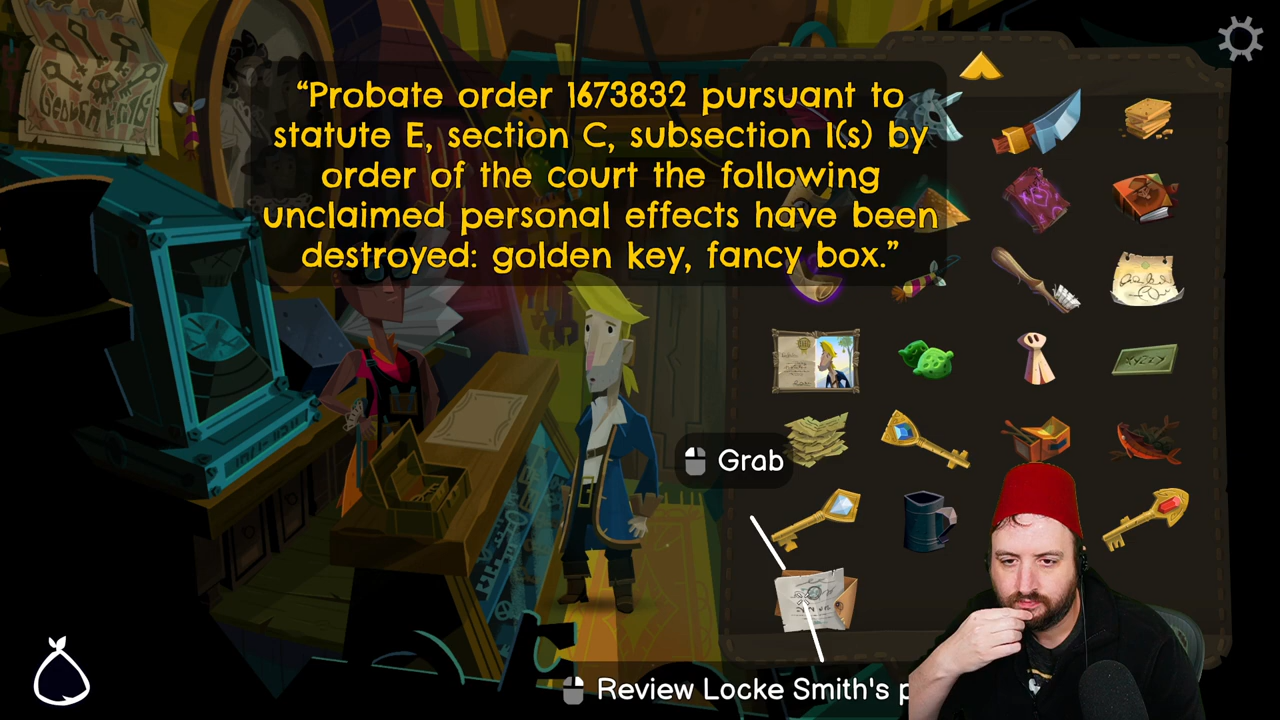 “Probate order 1673832 pursuant to
statute E, section C, subsection I(s) by
order of the court the following
unclaimed personal effects have been
destroyed: golden key, fancy box.”
Grab
Review Locke Smith's